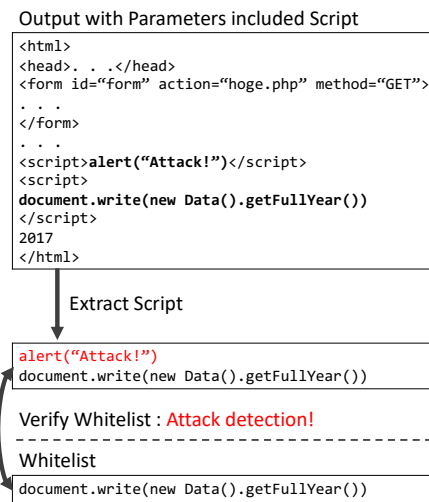 Output with Parameters included Script
<html>
<head>. . .</head>
<form id=“form” action=“hoge.php” method=“GET”>
. . .
</form>
. . .
<script>alert(“Attack!”)</script>
<script>
document.write(new Data().getFullYear())
</script>
2017
</html>
Extract Script
alert(“Attack!”)
document.write(new Data().getFullYear())
Verify Whitelist : Attack detection!
Whitelist
document.write(new Data().getFullYear())